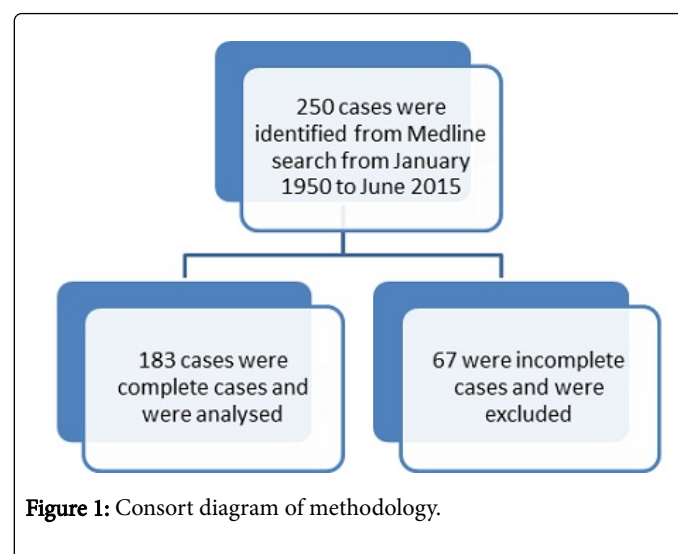 250 cases were
identified from Medline
search from January
1950 to June 2015
183 cases were
complete cases and
were analysed
67 were incomplete
cases and were
excluded
Figure 1: Consort diagram of methodology.